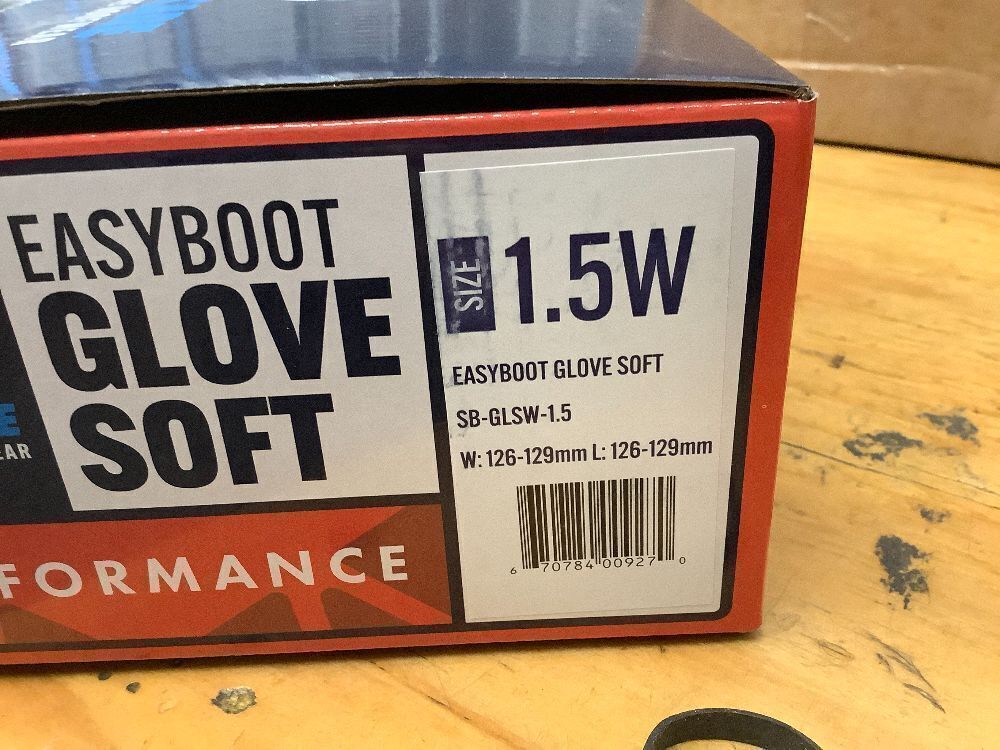 EASYBOOT
GLOVE
SOFT
E
EAR
FORMANCE
SIZE 1.5W
EASYBOOT GLOVE SOFT
SB-GLSW-1.5
W: 126-129mm L: 126-129mm
6 70784 00927 0